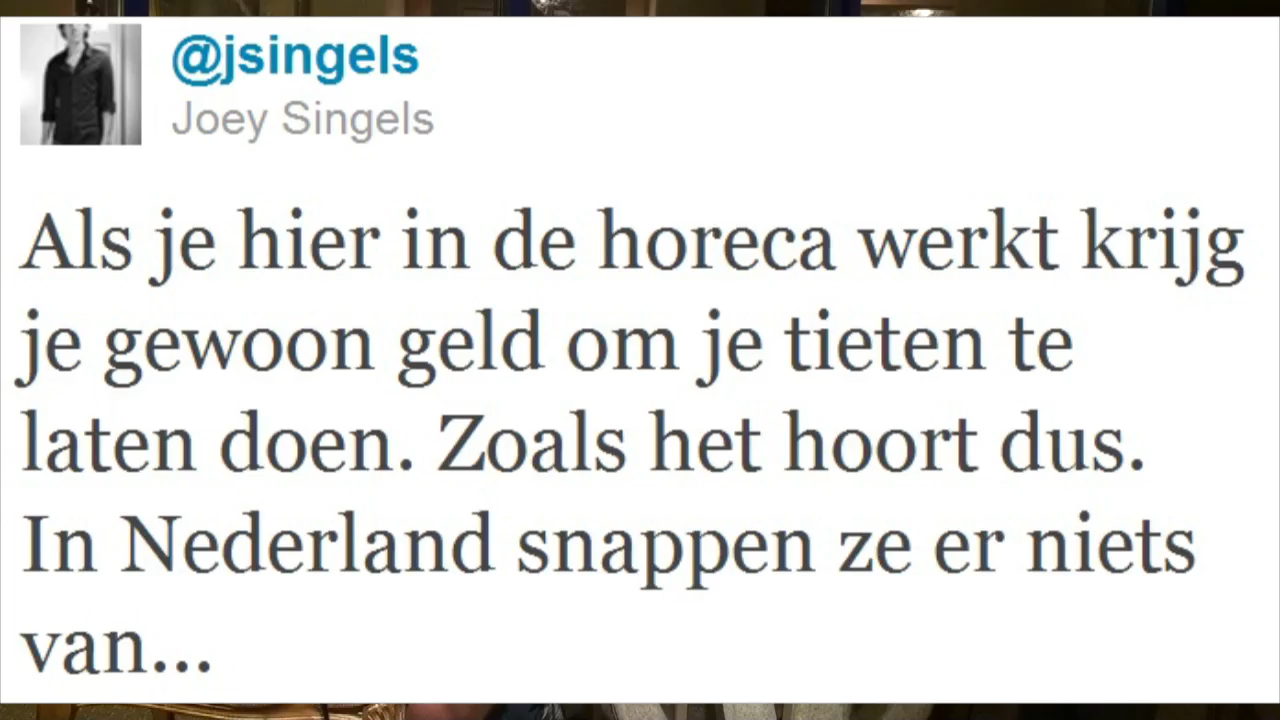 @jsingels
Joey Singels
Als je hier in de horeca werkt krijg
je gewoon geld om je tieten te
laten doen. Zoals het hoort dus.
In Nederland snappen ze er niets
van...